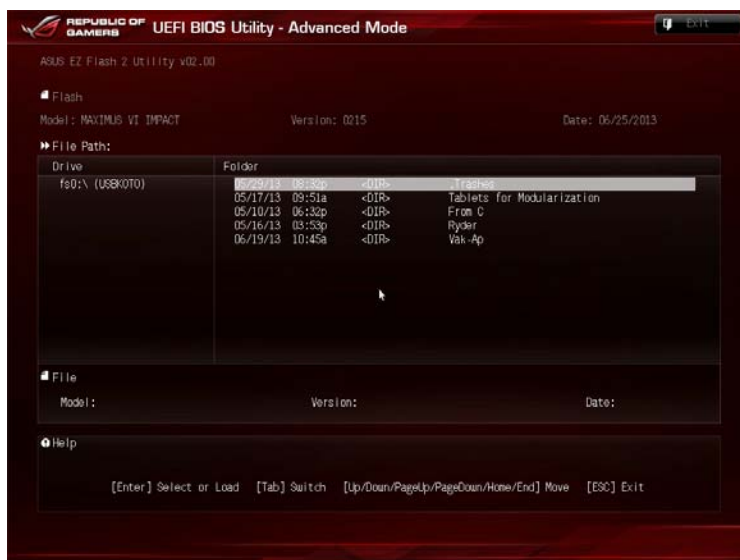 REPUBLIC OF GAMERS UEFI BIOS Utility - Advanced Mode Exit
ASUS EZ Flash 2 Utility v02.00
Flash
Model: MAXIMUS VI IMPACT Version: 0215 Date: 06/25/2013
File Path:
Drive Folder
fs0:\ (USBKOTO) 05/29/13 08:32p <DIR> .Trashes
05/17/13 09:51a <DIR> Tablets for Modularization
05/10/13 06:32p <DIR> From C
05/16/13 03:53p <DIR> Ryder
06/19/13 10:45a <DIR> Vak-Ap
File
Model: Version: Date:
Help
[Enter] Select or Load [Tab] Switch [Up/Down/PageUp/PageDown/Home/End] Move [ESC] Exit